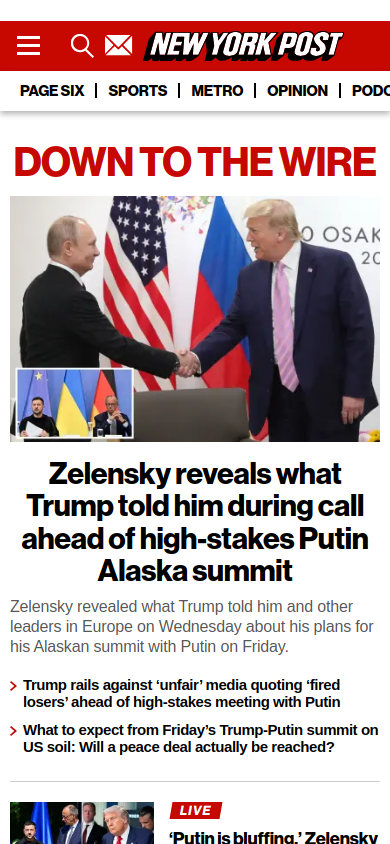 NEW YORK POST
PAGE SIX
SPORTS
METRO
OPINION
PODC
DOWN TO THE WIRE
O OSAK
20
Zelensky reveals what
Trump told him during call
ahead of high-stakes Putin
Alaska summit
Zelensky revealed what Trump told him and other
leaders in Europe on Wednesday about his plans for
his Alaskan summit with Putin on Friday.
Trump rails against ‘unfair’ media quoting ‘fired
losers’ ahead of high-stakes meeting with Putin
What to expect from Friday’s Trump-Putin summit on
US soil: Will a peace deal actually be reached?
LIVE
‘Putin is bluffing,’ Zelensky